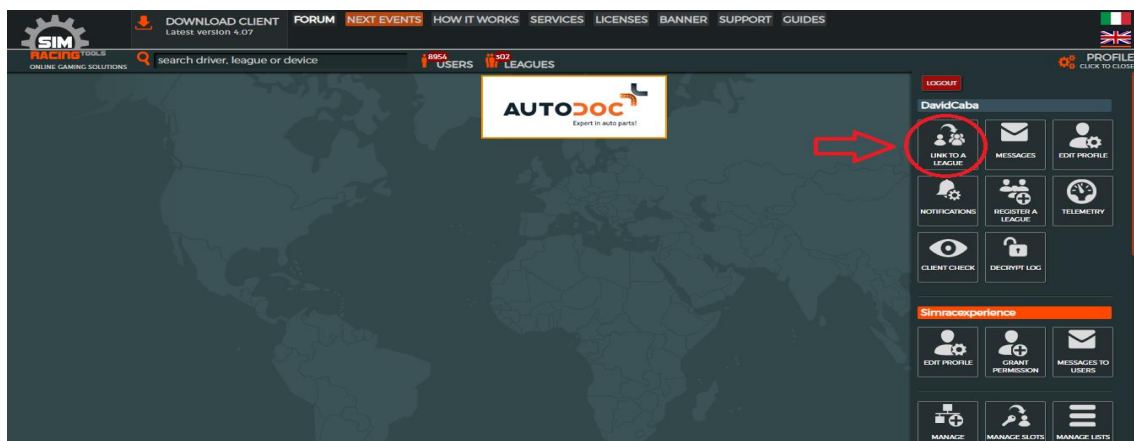 DOWNLOAD CLIENT
Latest version 4.07
FORUM NEXT EVENTS HOW IT WORKS SERVICES LICENSES BANNER SUPPORT GUIDES
SIM
RACING TOOLS
ONLINE GAMING SOLUTIONS
search driver, league or device
8954
USERS
302
LEAGUES
PROFILE
CLICK TO CLOSE
AUTODOC
Expert in auto parts!
LOGOUT
DavidCaba
LINK TO A
LEAGUE
MESSAGES
EDIT PROFILE
NOTIFICATIONS
REGISTER A
LEAGUE
TELEMETRY
CLIENT CHECK
DECRYPT LOG
Simracexperience
EDIT PROFILE
GRANT
PERMISSION
MESSAGES TO
USERS
MANAGE
MANAGE SLOTS
MANAGE LISTS